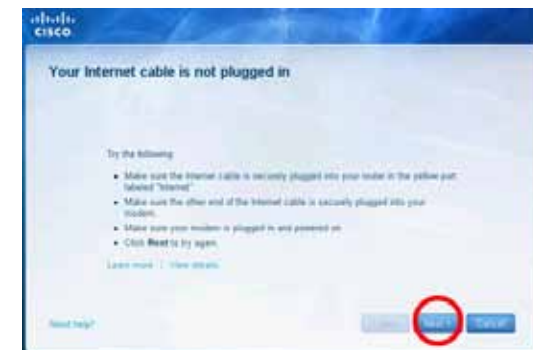 cisco
Your Internet cable is not plugged in
Try the following:
• Make sure the Internet cable is securely plugged into your router in the yellow port
labeled "Internet"
• Make sure the other end of the Internet cable is securely plugged into your
modem.
• Make sure your modem is plugged in and powered on
• Click Next to try again.
Learn more | View details
Need help?
Next
Cancel